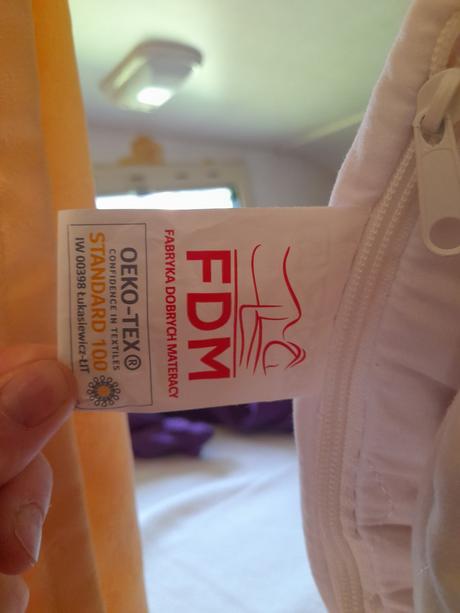 FDM
FABRYKA DOBRYCH MATERACY
OEKO-TEX®
CONFIDENCE IN TEXTILES
STANDARD 100
IW 00398 Łukasiewicz-ŁIT